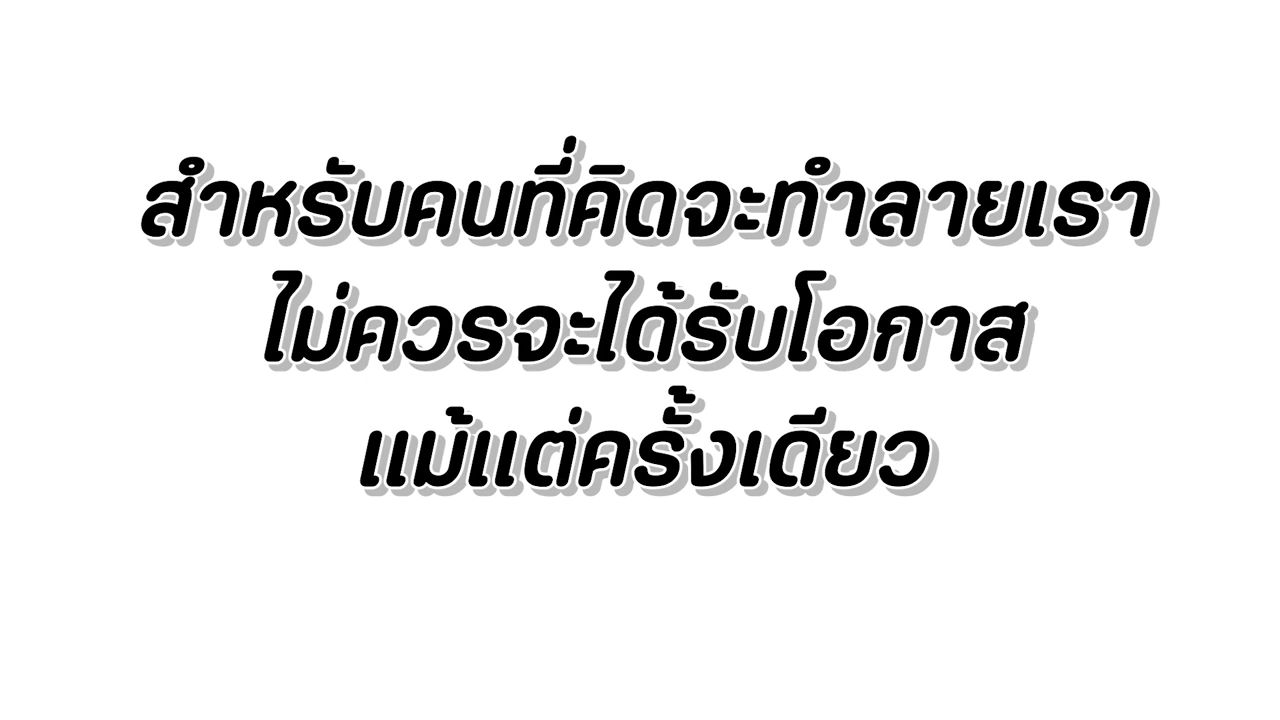 สำหรับคนที่คิดจะทำลายเรา
ไม่ควรจะได้รับโอกาส
แม้แต่ครั้งเดียว